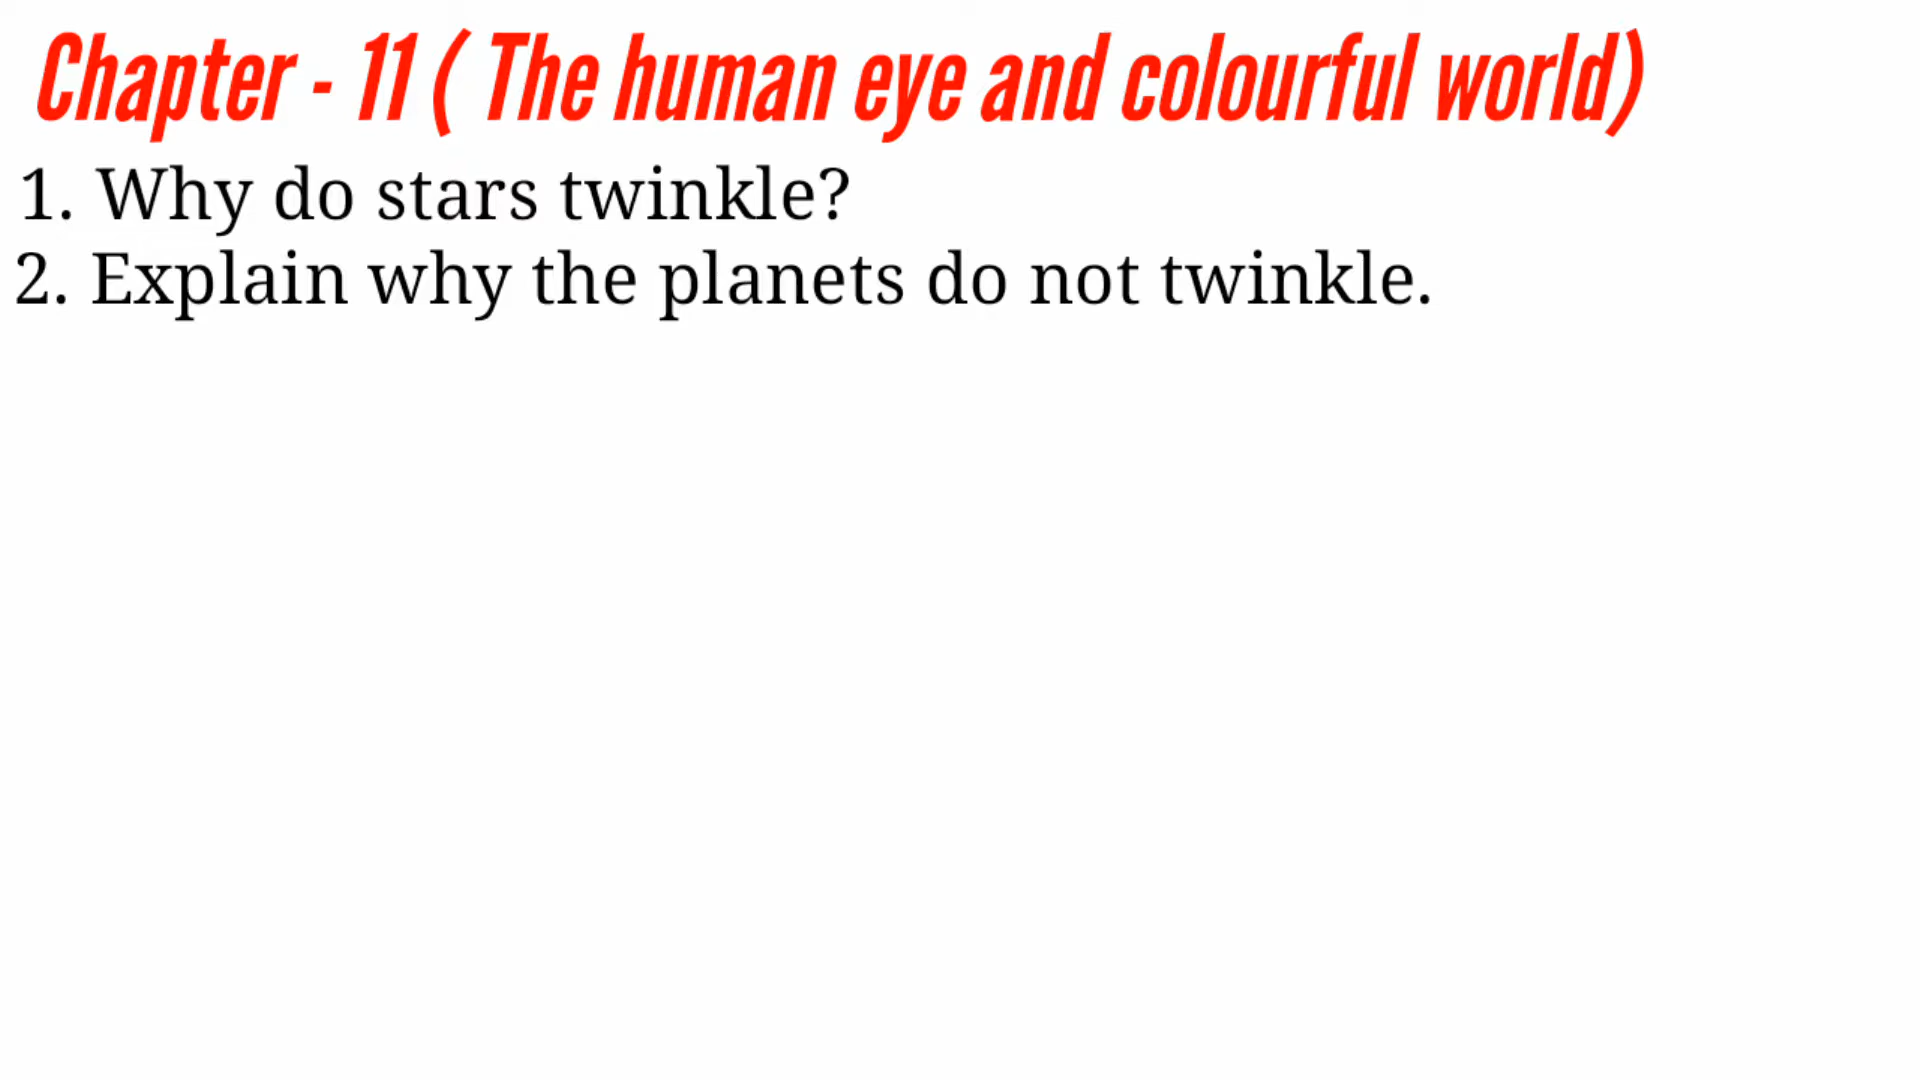 Chapter - 11 ( The human eye and colourful world)
1. Why do stars twinkle?
2. Explain why the planets do not twinkle.